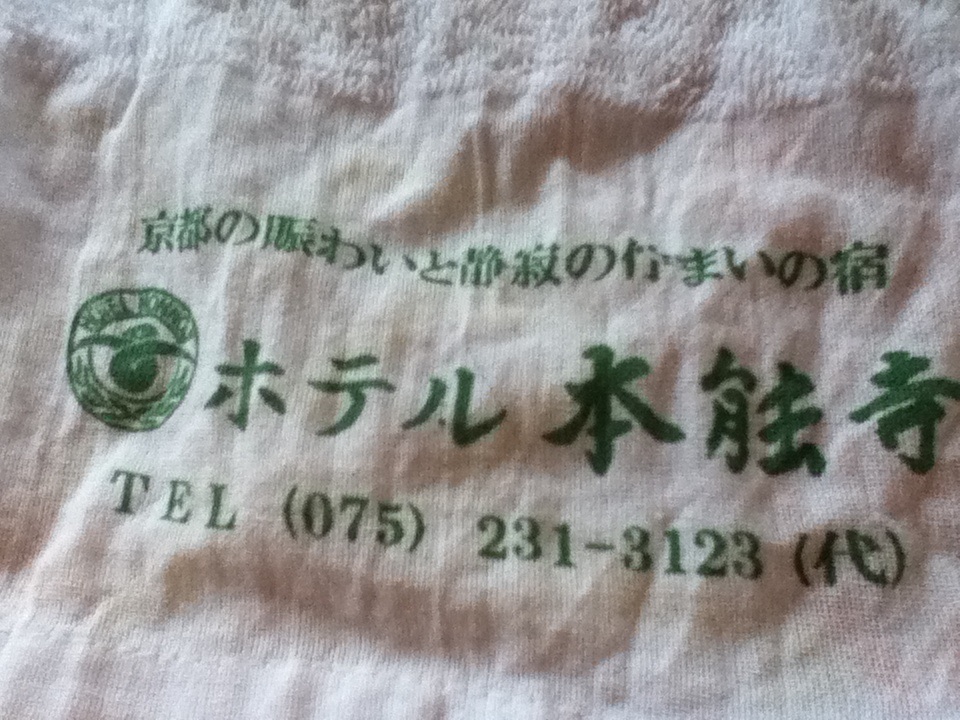 京都の賑わいと静寂の佇まいの宿
ホテル 本能寺
TEL (075) 231-3123 (代)